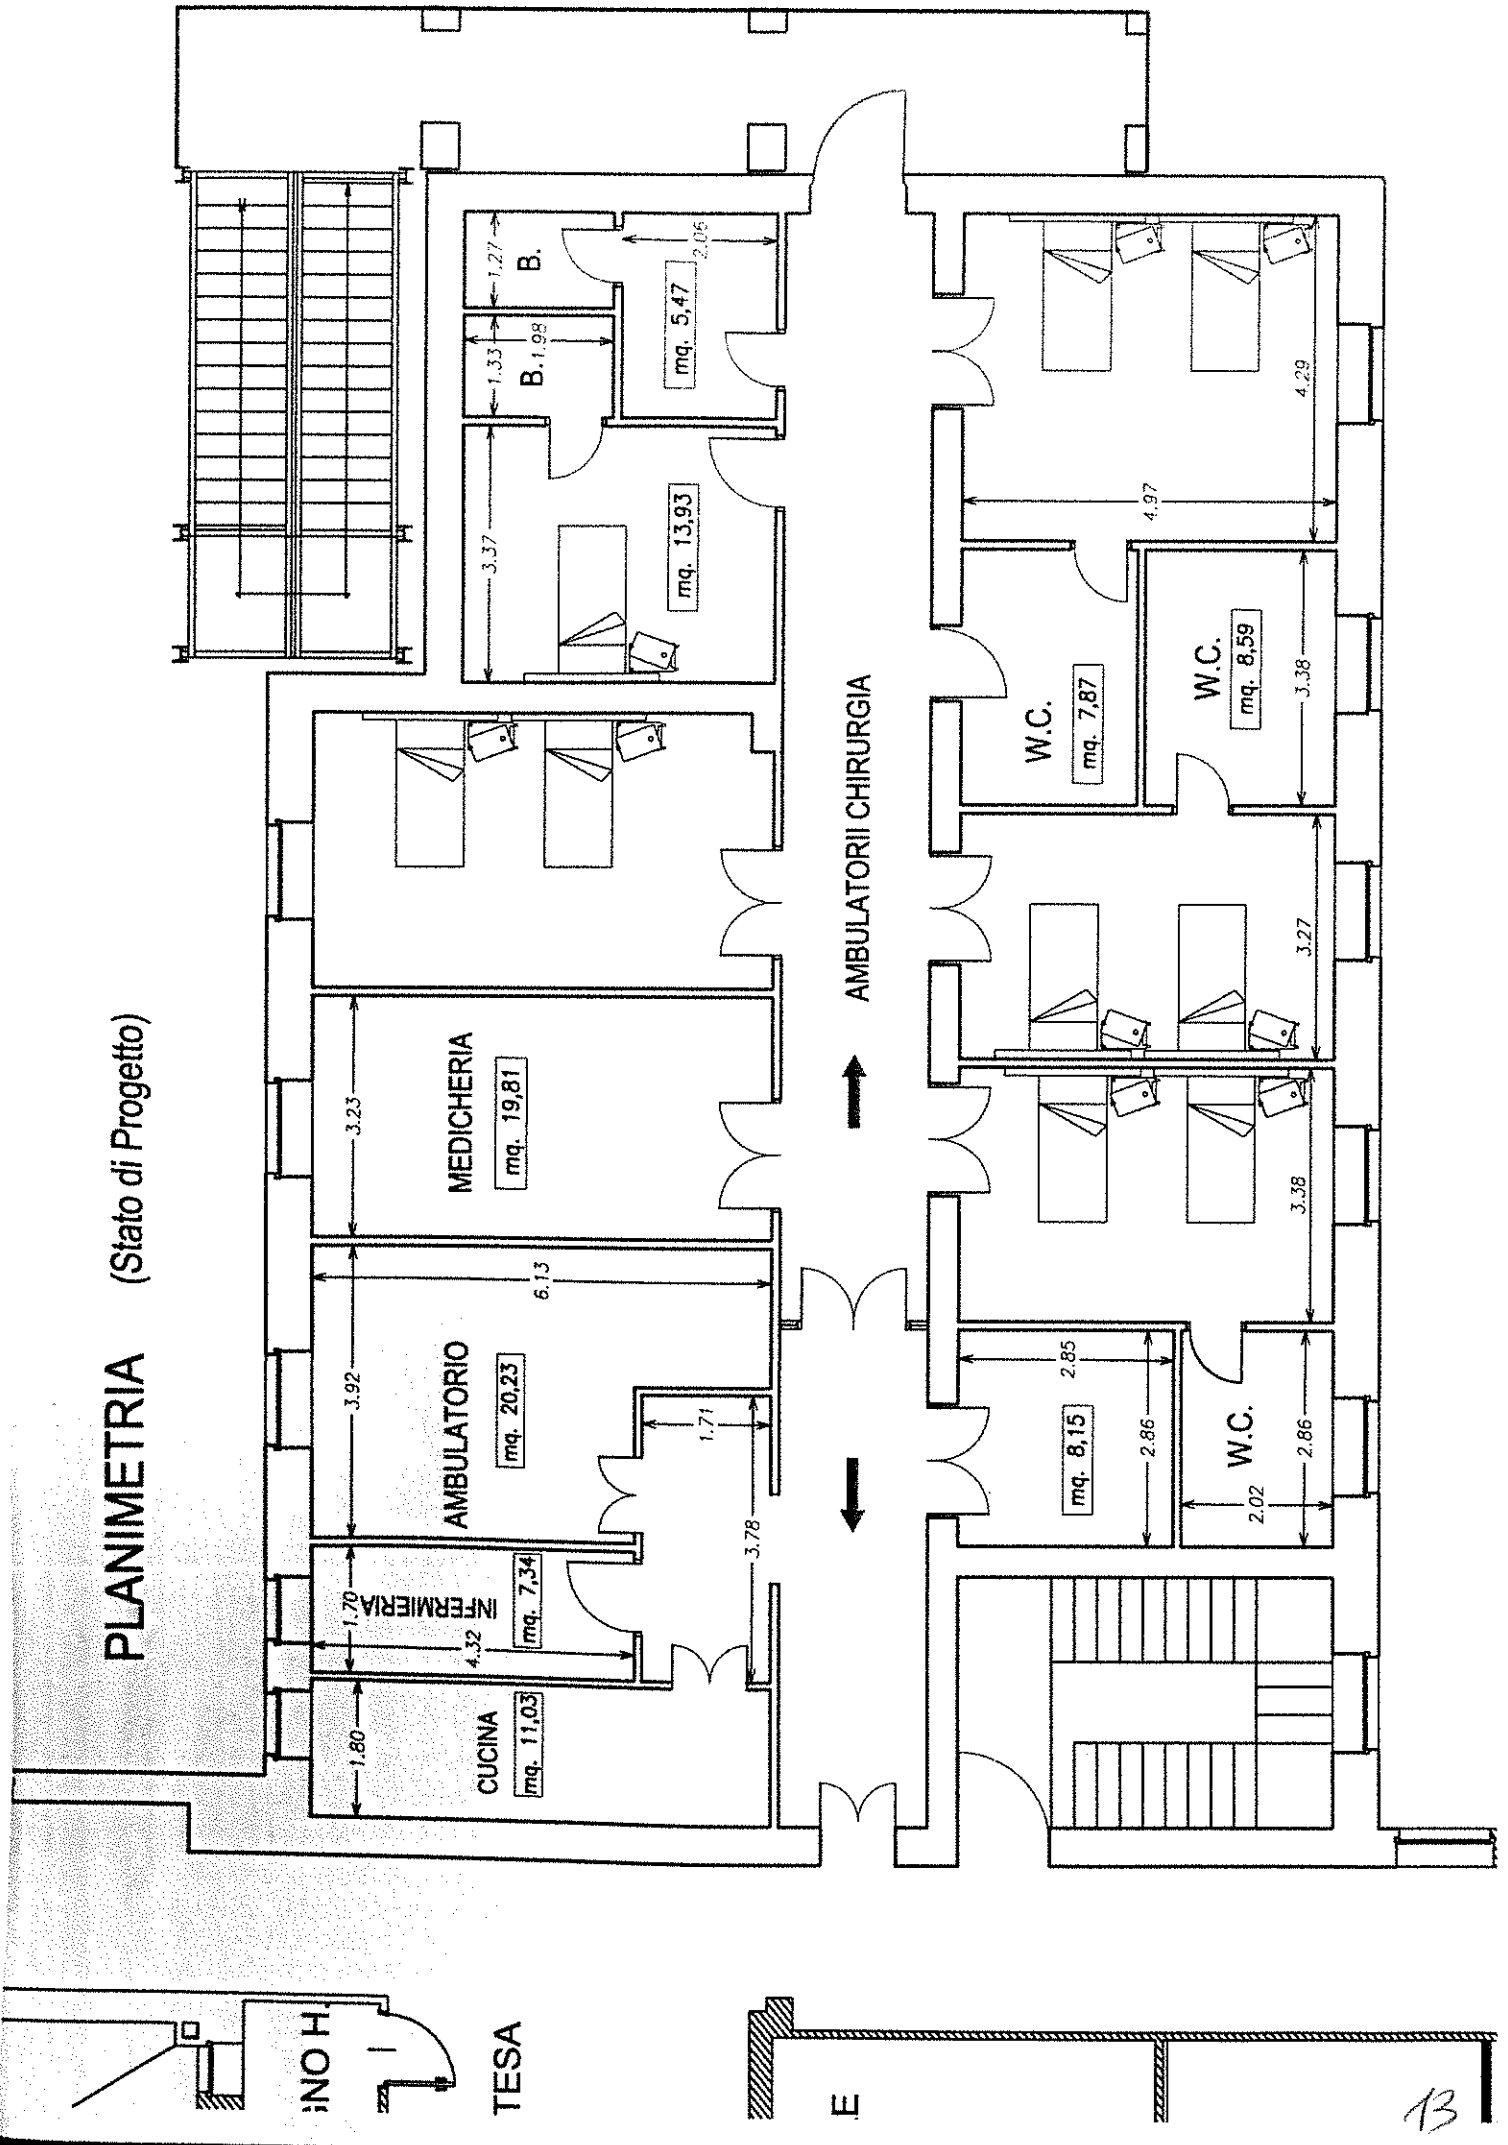 PLANIMETRIA (Stato di Progetto)
1.80
CUCINA
mq. 11,03
1.70
INFERMIERIA
4.32
mq. 7,34
3.92
6.13
AMBULATORIO
mq. 20,23
1.71
3.78
3.23
MEDICHERIA
mq. 19,81
3.37
mq. 13,93
1.33
B.
1.98
1.27
B.
2.06
mq. 5,47
AMBULATORII CHIRURGIA
2.85
mq. 8,15
2.86
W.C.
2.02
2.86
3.38
3.27
W.C.
mq. 7,87
W.C.
mq. 8,59
3.38
4.97
4.29
NO H.
TESA
E
13